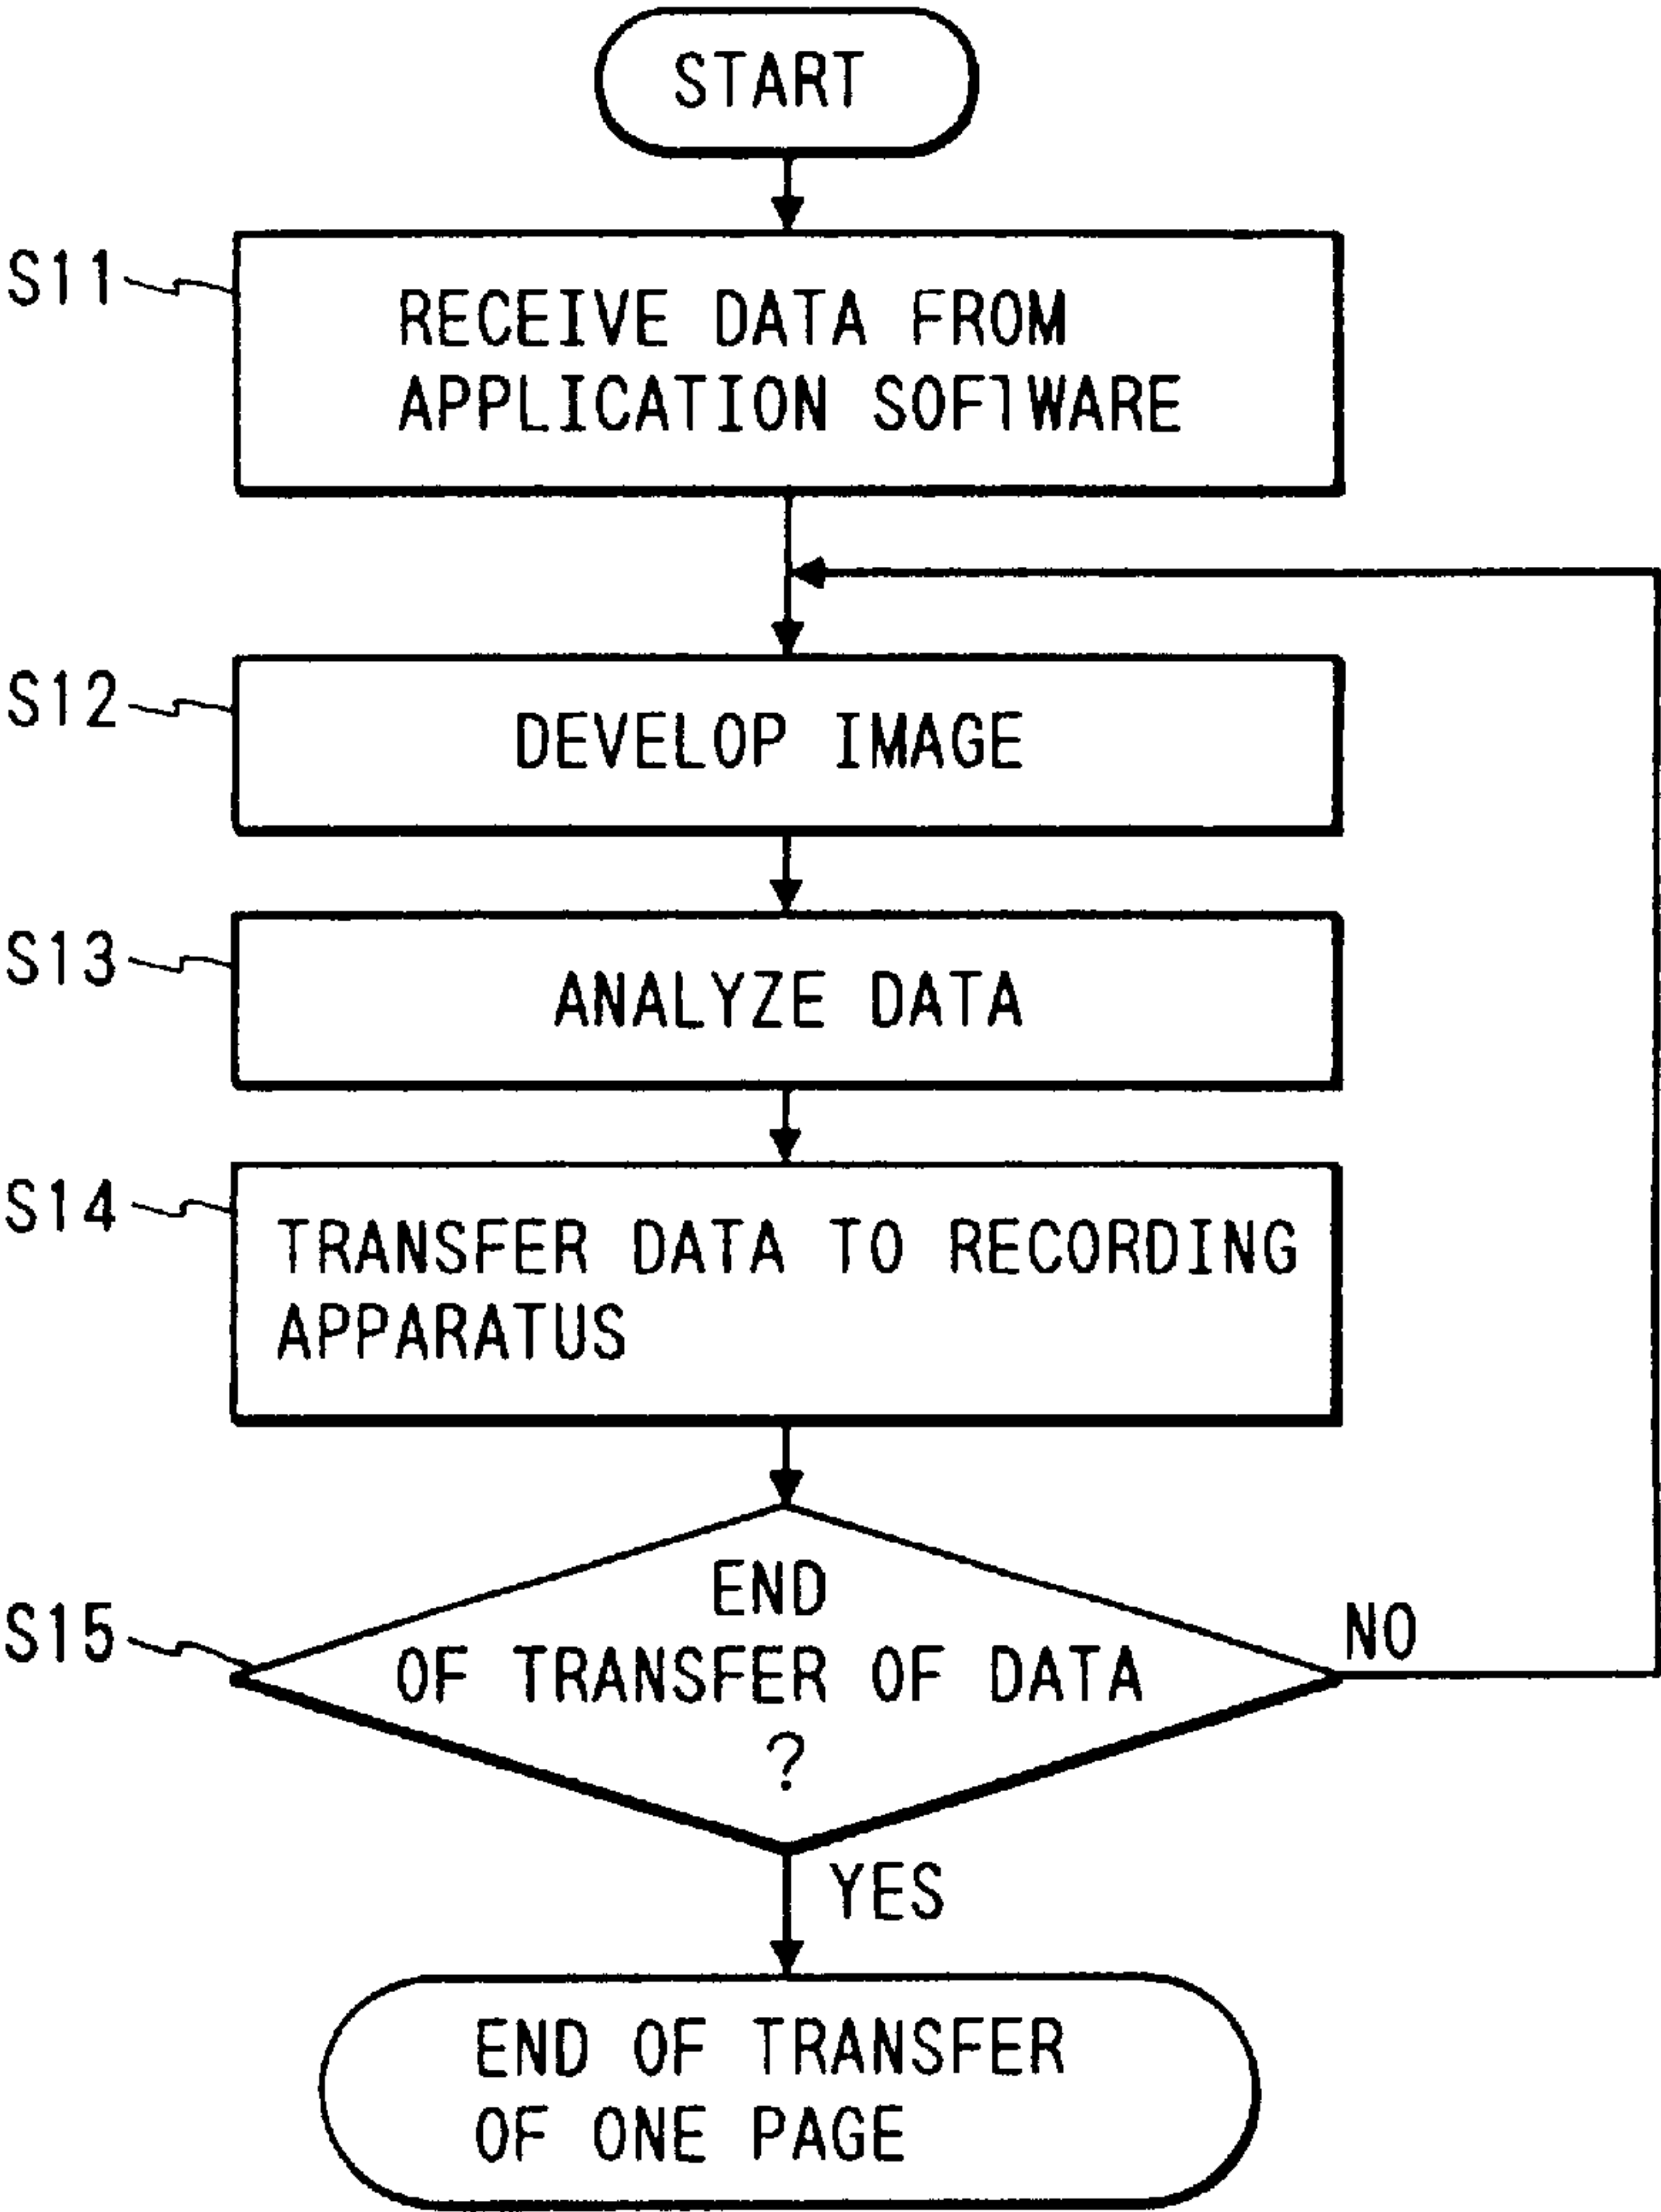 START
S11
RECEIVE DATA FROM
APPLICATION SOFTWARE
S12
DEVELOP IMAGE
S13
ANALYZE DATA
S14
TRANSFER DATA TO RECORDING
APPARATUS
S15
END
OF TRANSFER OF DATA
?
NO
YES
END OF TRANSFER
OF ONE PAGE